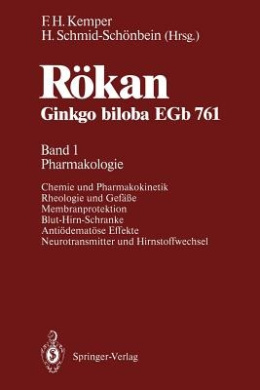 F. H. Kemper
H. Schmid-Schönbein (Hrsg.)
Rökan
Ginkgo biloba EGb 761
Band 1
Pharmakologie
Chemie und Pharmakokinetik
Rheologie und Gefäße
Membranprotektion
Blut-Hirn-Schranke
Antiödematöse Effekte
Neurotransmitter und Hirnstoffwechsel
Springer-Verlag